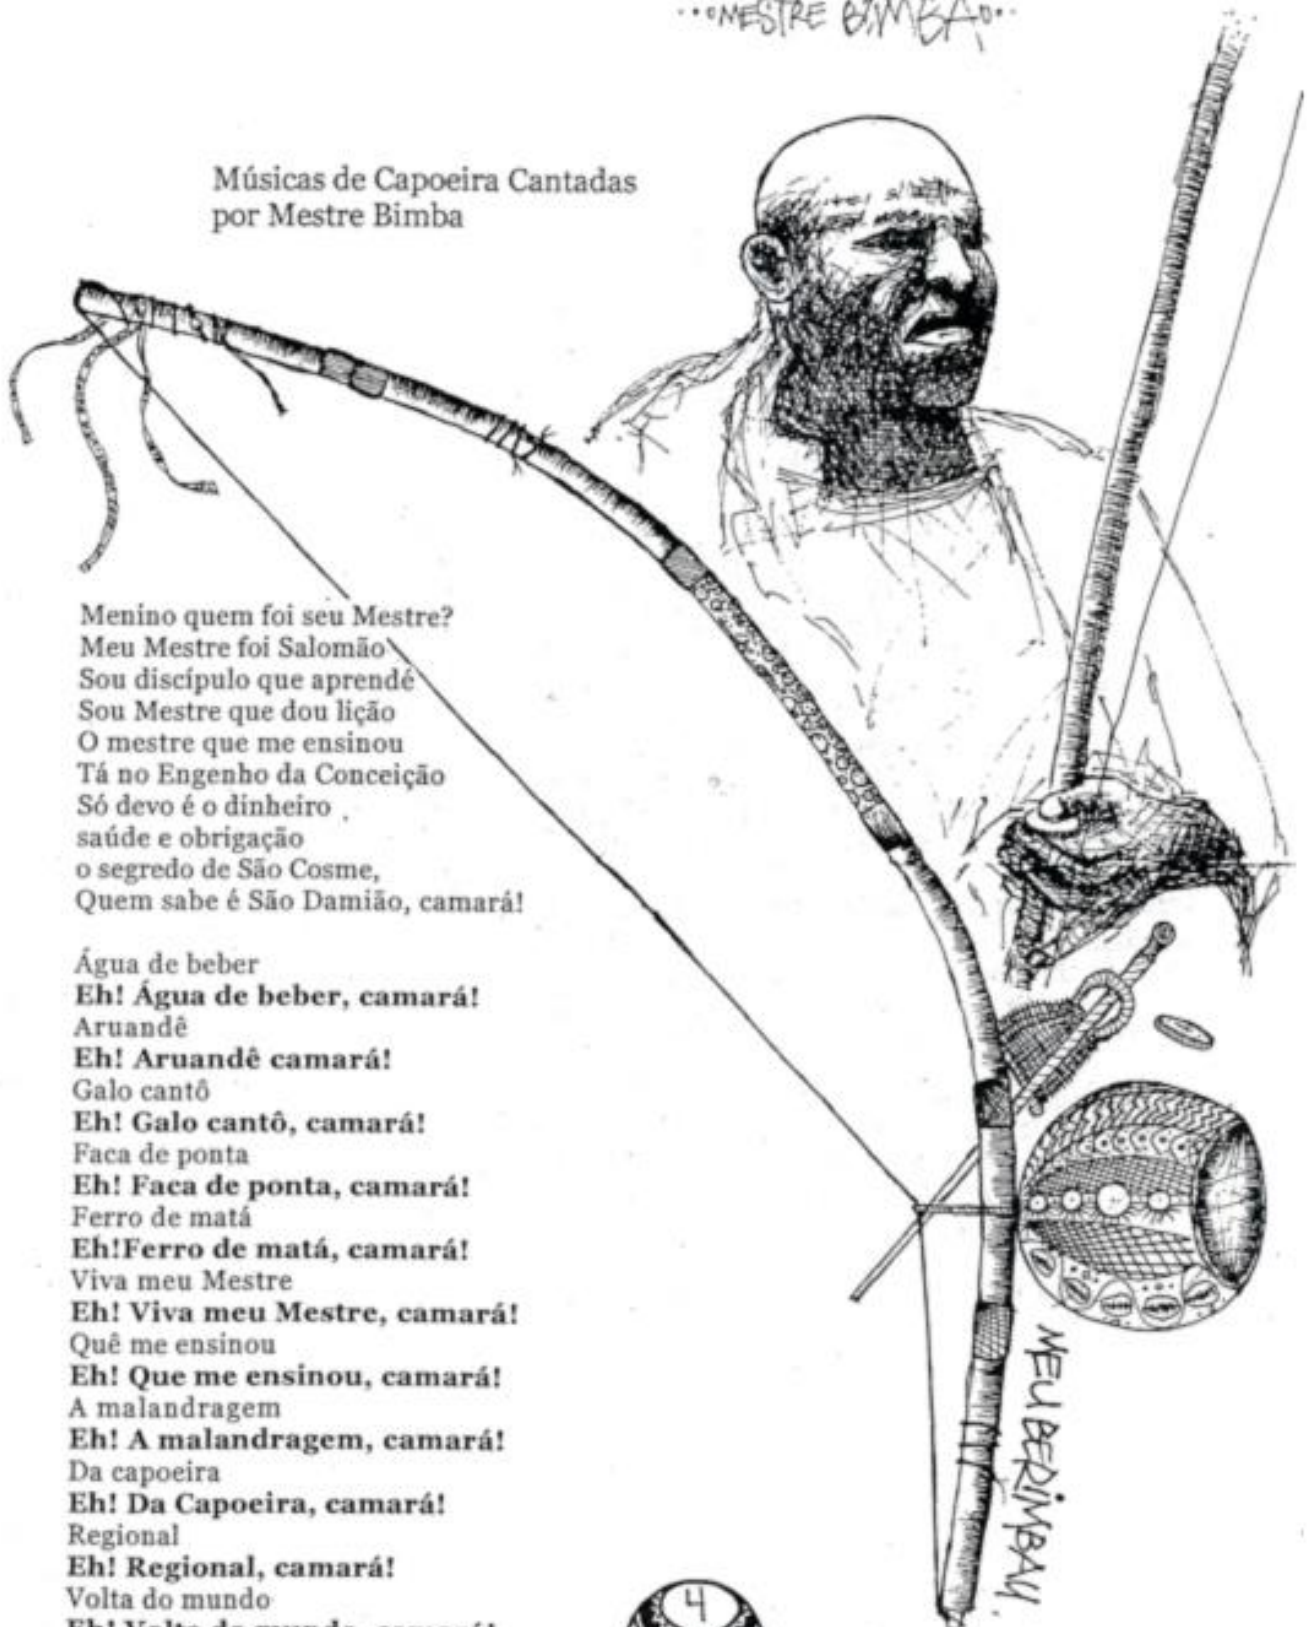 MESTRE BIMBA
Músicas de Capoeira Cantadas
por Mestre Bimba
Menino quem foi seu Mestre?
Meu Mestre foi Salomão
Sou discípulo que aprendé
Sou Mestre que dou lição
O mestre que me ensinou
Tá no Engenho da Conceição
Só devo é o dinheiro
saúde e obrigação
o segredo de São Cosme,
Quem sabe é São Damião, camará!
Água de beber
Eh! Água de beber, camará!
Aruandê
Eh! Aruandê camará!
Galo cantô
Eh! Galo cantô, camará!
Faca de ponta
Eh! Faca de ponta, camará!
Ferro de matá
Eh!Ferro de matá, camará!
Viva meu Mestre
Eh! Viva meu Mestre, camará!
Quê me ensinou
Eh! Que me ensinou, camará!
A malandragem
Eh! A malandragem, camará!
Da capoeira
Eh! Da Capoeira, camará!
Regional
Eh! Regional, camará!
Volta do mundo
Eh! Volta do mundo, camará!
MEU BERIMBAU.
4